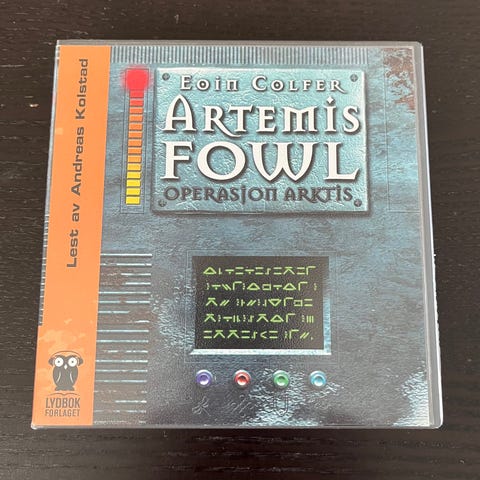 Lest av Andreas Kolstad
EOIN COLFER
ARTEMIS
FOWL
OPERASJON ARKTIS
LYDBOK
FORLAGET